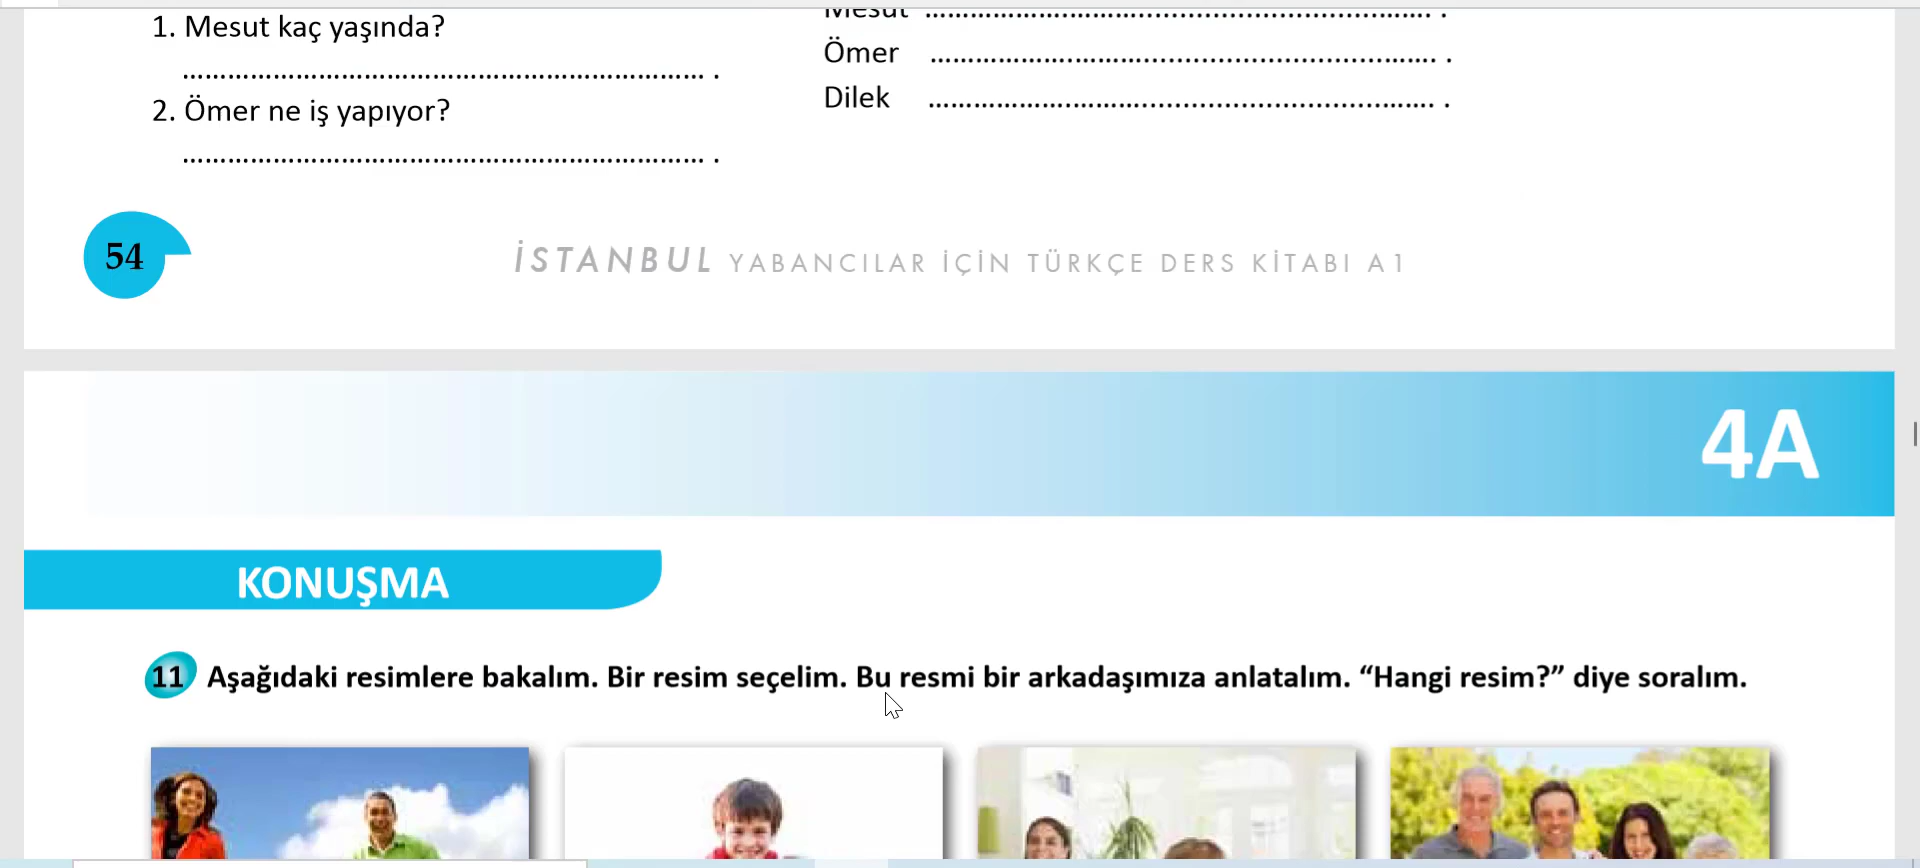 1. Mesut kaç yaşında?
............................................................... .
2. Ömer ne iş yapıyor?
............................................................... .
Mesut ............................................................... .
Ömer ............................................................... .
Dilek ............................................................... .
54
İSTANBUL YABANCILAR İÇİN TÜRKÇE DERS KİTABI A1
4A
KONUŞMA
11 Aşağıdaki resimlere bakalım. Bir resim seçelim. Bu resmi bir arkadaşımıza anlatalım. “Hangi resim?” diye soralım.